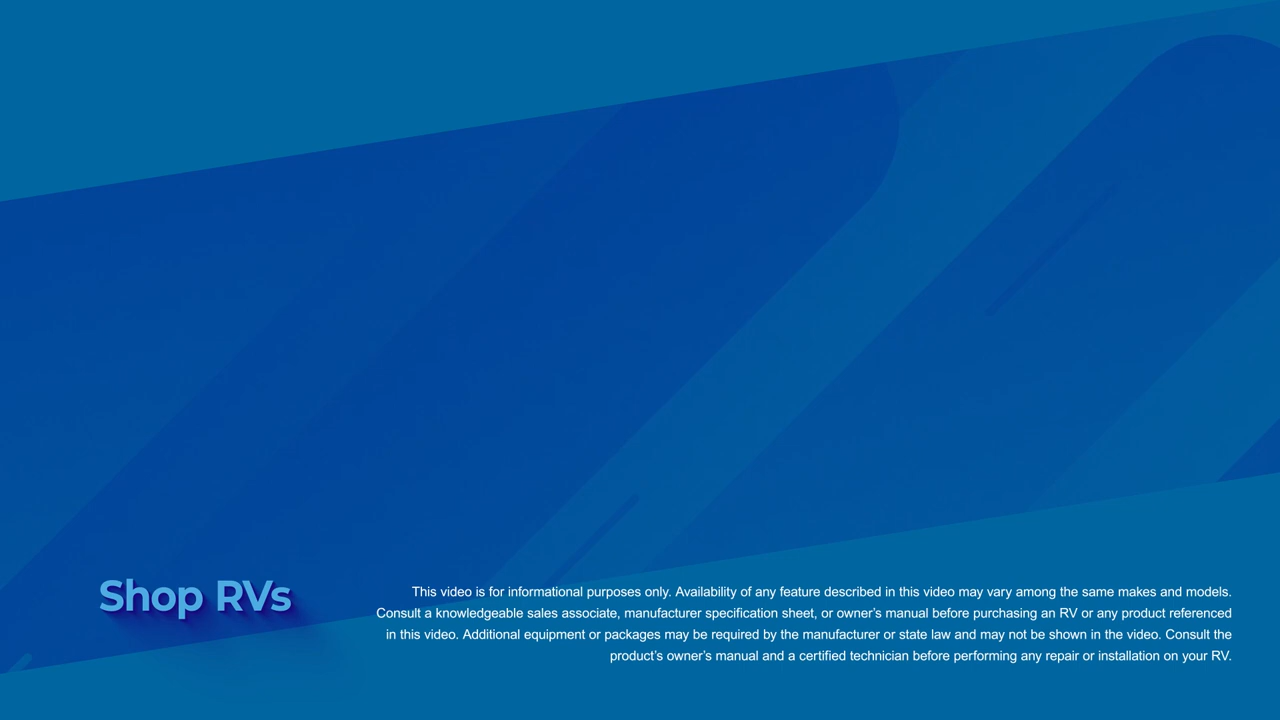 Shop RVs
This video is for informational purposes only. Availability of any feature described in this video may vary among the same makes and models.
Consult a knowledgeable sales associate, manufacturer specification sheet, or owner’s manual before purchasing an RV or any product referenced
in this video. Additional equipment or packages may be required by the manufacturer or state law and may not be shown in the video. Consult the
product’s owner’s manual and a certified technician before performing any repair or installation on your RV.